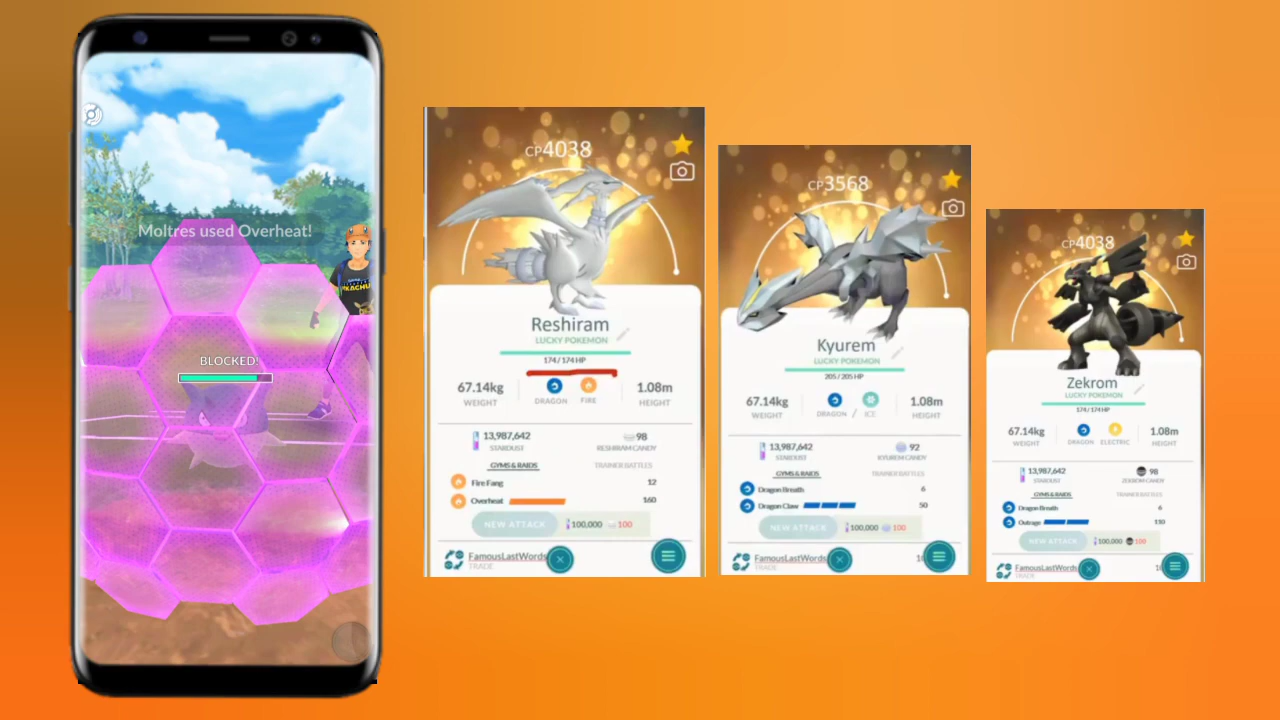 Moltres used Overheat!
PIKACHU
BLOCKED!
CP4038
Reshiram
LUCKY POKEMON
174 / 174 HP
67.14kg
WEIGHT
DRAGON
FIRE
1.08m
HEIGHT
13,987,642
STARDUST
98
RESHIRAM CANDY
GYMS & RAIDS
TRAINER BATTLES
Fire Fang 12
Overheat 160
NEW ATTACK 100,000 100
FamousLastWords
TRADE
CP3568
Kyurem
LUCKY POKEMON
205 / 205 HP
67.14kg
WEIGHT
DRAGON / ICE
1.08m
HEIGHT
13,987,642
STARDUST
92
KYUREM CANDY
GYMS & RAIDS
TRAINER BATTLES
Dragon Breath 6
Dragon Claw 50
NEW ATTACK 100,000 100
FamousLastWords
TRADE
CP4038
Zekrom
LUCKY POKEMON
174 / 174 HP
67.14kg
WEIGHT
DRAGON
ELECTRIC
1.08m
HEIGHT
13,987,642
STARDUST
98
ZEKROM CANDY
GYMS & RAIDS
TRAINER BATTLES
Dragon Breath 6
Outrage 110
NEW ATTACK 100,000 100
FamousLastWords
TRADE